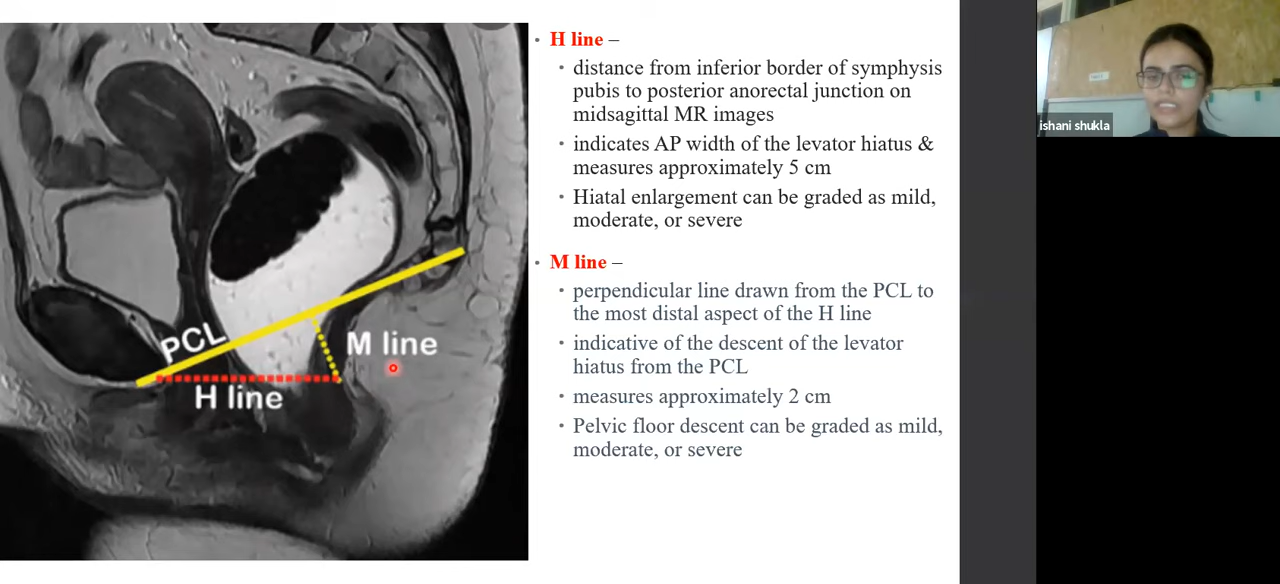 H line –
distance from inferior border of symphysis
pubis to posterior anorectal junction on
midsagittal MR images
indicates AP width of the levator hiatus &
measures approximately 5 cm
Hiatal enlargement can be graded as mild,
moderate, or severe
M line –
perpendicular line drawn from the PCL to
the most distal aspect of the H line
indicative of the descent of the levator
hiatus from the PCL
measures approximately 2 cm
Pelvic floor descent can be graded as mild,
moderate, or severe
PCL
M line
H line
ishani shukla